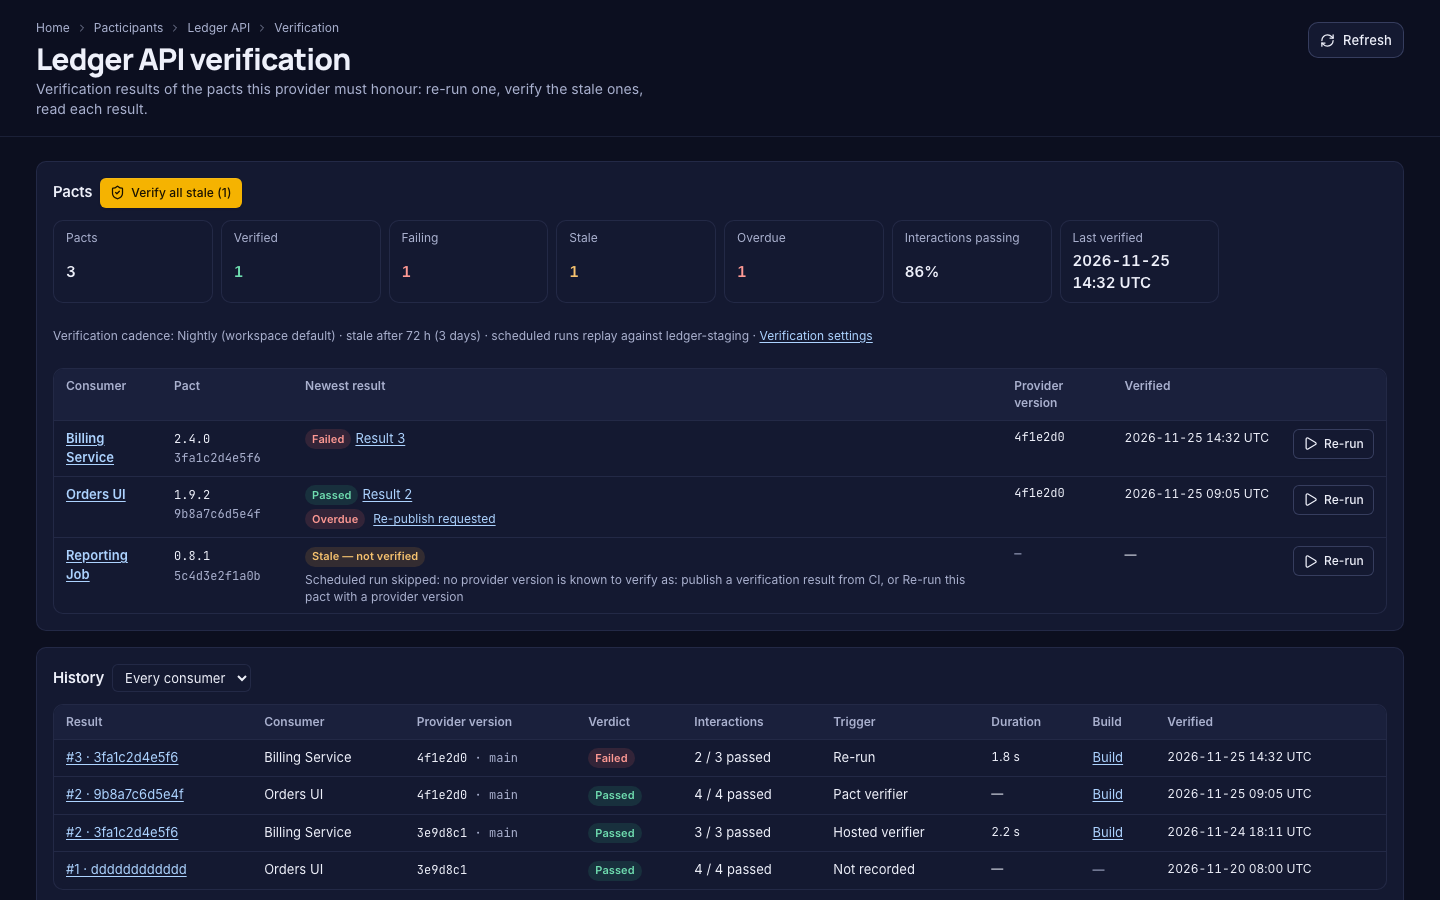 Home > Pacticipants > Ledger API > Verification
Ledger API verification
Verification results of the pacts this provider must honour: re-run one, verify the stale ones,
read each result.
Refresh
Pacts
Verify all stale (1)
Pacts
3
Verified
1
Failing
1
Stale
1
Overdue
1
Interactions passing
86%
Last verified
2026-11-25
14:32 UTC
Verification cadence: Nightly (workspace default) · stale after 72 h (3 days) · scheduled runs replay against ledger-staging · Verification settings
Consumer Pact Newest result Provider version Verified
Billing Service 2.4.0 3fa1c2d4e5f6 Failed Result 3 4f1e2d0 2026-11-25 14:32 UTC Re-run
Orders UI 1.9.2 9b8a7c6d5e4f Passed Result 2 4f1e2d0 2026-11-25 09:05 UTC Re-run
Overdue Re-publish requested
Reporting Job 0.8.1 5c4d3e2f1a0b Stale — not verified – — Re-run
Scheduled run skipped: no provider version is known to verify as: publish a verification result from CI, or Re-run this
pact with a provider version
History
Every consumer
Result Consumer Provider version Verdict Interactions Trigger Duration Build Verified
#3 · 3fa1c2d4e5f6 Billing Service 4f1e2d0 · main Failed 2 / 3 passed Re-run 1.8 s Build 2026-11-25 14:32 UTC
#2 · 9b8a7c6d5e4f Orders UI 4f1e2d0 · main Passed 4 / 4 passed Pact verifier — Build 2026-11-25 09:05 UTC
#2 · 3fa1c2d4e5f6 Billing Service 3e9d8c1 · main Passed 3 / 3 passed Hosted verifier 2.2 s Build 2026-11-24 18:11 UTC
#1 · dddddddddddd Orders UI 3e9d8c1 Passed 4 / 4 passed Not recorded — — 2026-11-20 08:00 UTC